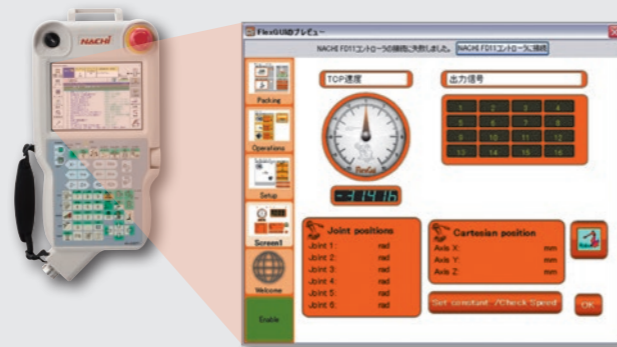 NACHI
FlexGUIのプレビュー
NACHI FD11コントローラの接続に失敗しました。
NACHI FD11コントローラに接続
TCP速度
出力信号
Packing
Operations
Setup
Screen1
Welcome
Enable
1 2 3 4
5 6 7 8
9 10 11 12
13 14 15 16
FlexGui
-31416
Joint positions
Joint 1: rad
Joint 2: rad
Joint 3: rad
Joint 4: rad
Joint 5: rad
Joint 6: rad
Cartesian position
Axis X: mm
Axis Y: mm
Axis Z: mm
Set constant /Check Speed
OK